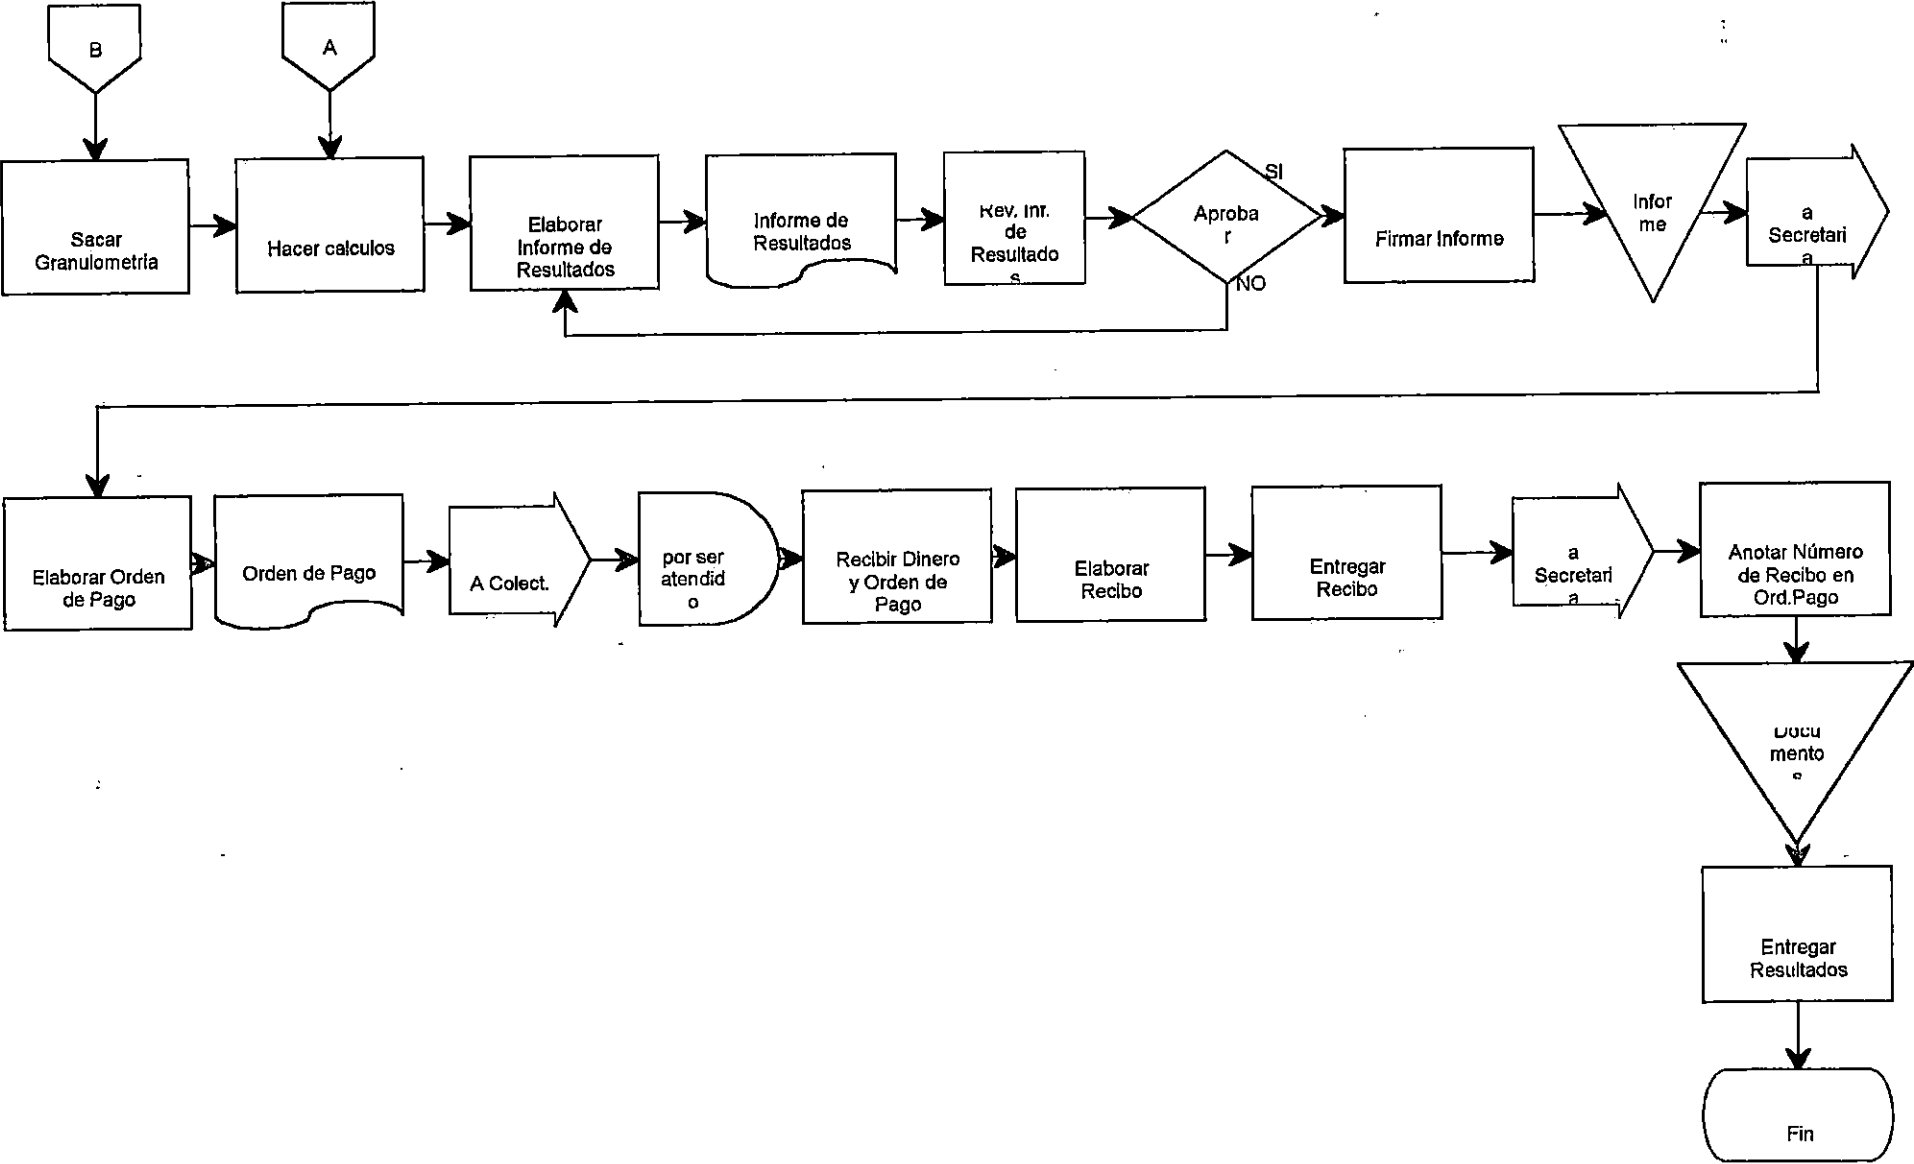 B
A
Sacar
Granulometria
Hacer calculos
Elaborar
Informe de
Resultados
Informe de
Resultados
Rev. Inf.
de
Resultado
s
Aproba
r
SI
NO
Firmar Informe
Infor
me
a
Secretari
a
Elaborar Orden
de Pago
Orden de Pago
A Colect.
por ser
atendid
o
Recibir Dinero
y Orden de
Pago
Elaborar
Recibo
Entregar
Recibo
a
Secretari
a
Anotar Número
de Recibo en
Ord.Pago
Docu
mento
s
Entregar
Resultados
Fin